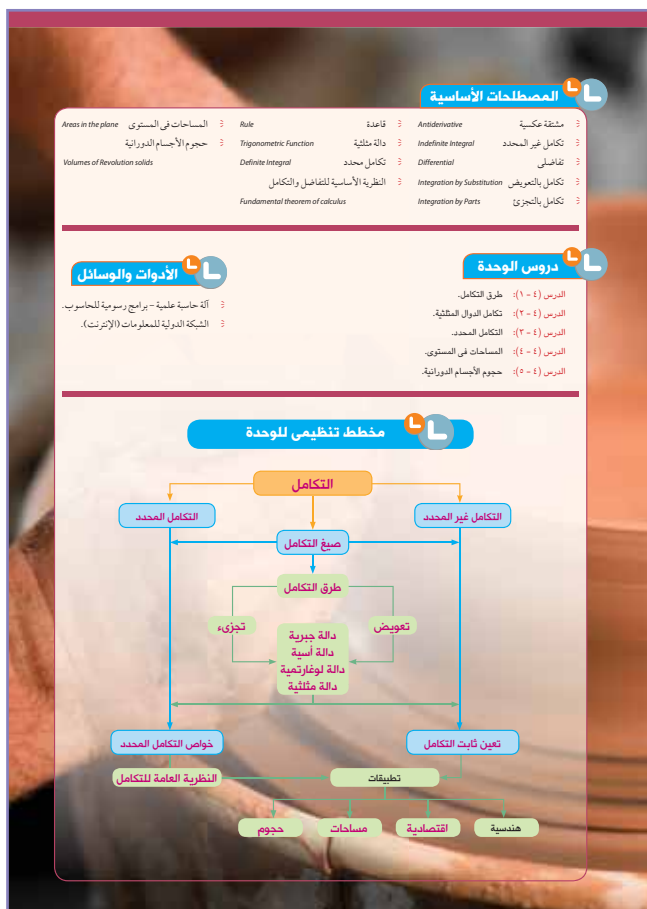 المصطلحات الأساسية
مشتقة عكسية Antiderivative
تكامل غير المحدد Indefinite Integral
تفاضلى Differential
تكامل بالتعويض Integration by Substitution
تكامل بالتجزئ Integration by Parts
قاعدة Rule
دالة مثلثية Trigonometric Function
تكامل محدد Definite Integral
النظرية الأساسية للتفاضل والتكامل
Fundamental theorem of calculus
المساحات فى المستوى Areas in the plane
حجوم الأجسام الدورانية
Volumes of Revolution solids
دروس الوحدة
الدرس (٤ - ١): طرق التكامل.
الدرس (٤ - ٢): تكامل الدوال المثلثية.
الدرس (٤ - ٣): التكامل المحدد.
الدرس (٤ - ٤): المساحات فى المستوى.
الدرس (٤ - ٥): حجوم الأجسام الدورانية.
الأدوات والوسائل
آلة حاسبة علمية - برامج رسومية للحاسوب.
الشبكة الدولية للمعلومات (الإنترنت).
مخطط تنظيمى للوحدة
التكامل
التكامل غير المحدد
التكامل المحدد
صيغ التكامل
طرق التكامل
تعويض
تجزىء
دالة جبرية
دالة أسية
دالة لوغارتمية
دالة مثلثية
تعين ثابت التكامل
خواص التكامل المحدد
تطبيقات
النظرية العامة للتكامل
هندسية
اقتصادية
مساحات
حجوم